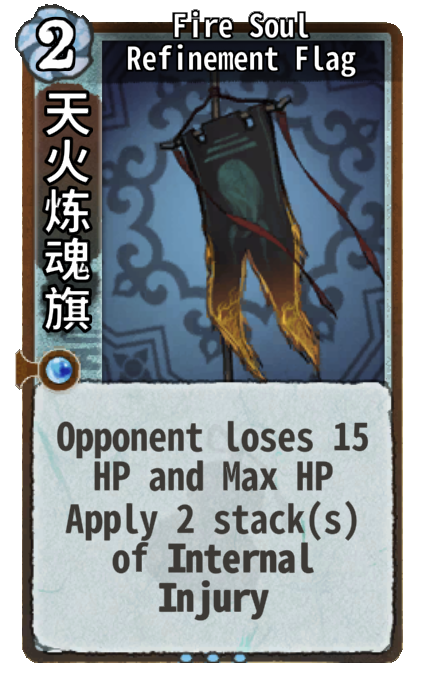 2
Fire Soul
Refinement Flag
天火炼魂旗
Opponent loses 15
HP and Max HP
Apply 2 stack(s)
of Internal
Injury